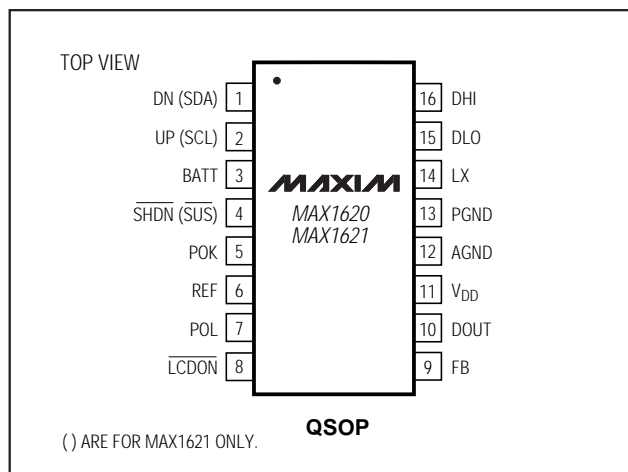 TOP VIEW
DN (SDA) 1
UP (SCL) 2
BATT 3
SHDN (SUS) 4
POK 5
REF 6
POL 7
LCDON 8
MAXIM
MAX1620
MAX1621
16 DHI
15 DLO
14 LX
13 PGND
12 AGND
11 VDD
10 DOUT
9 FB
QSOP
( ) ARE FOR MAX1621 ONLY.